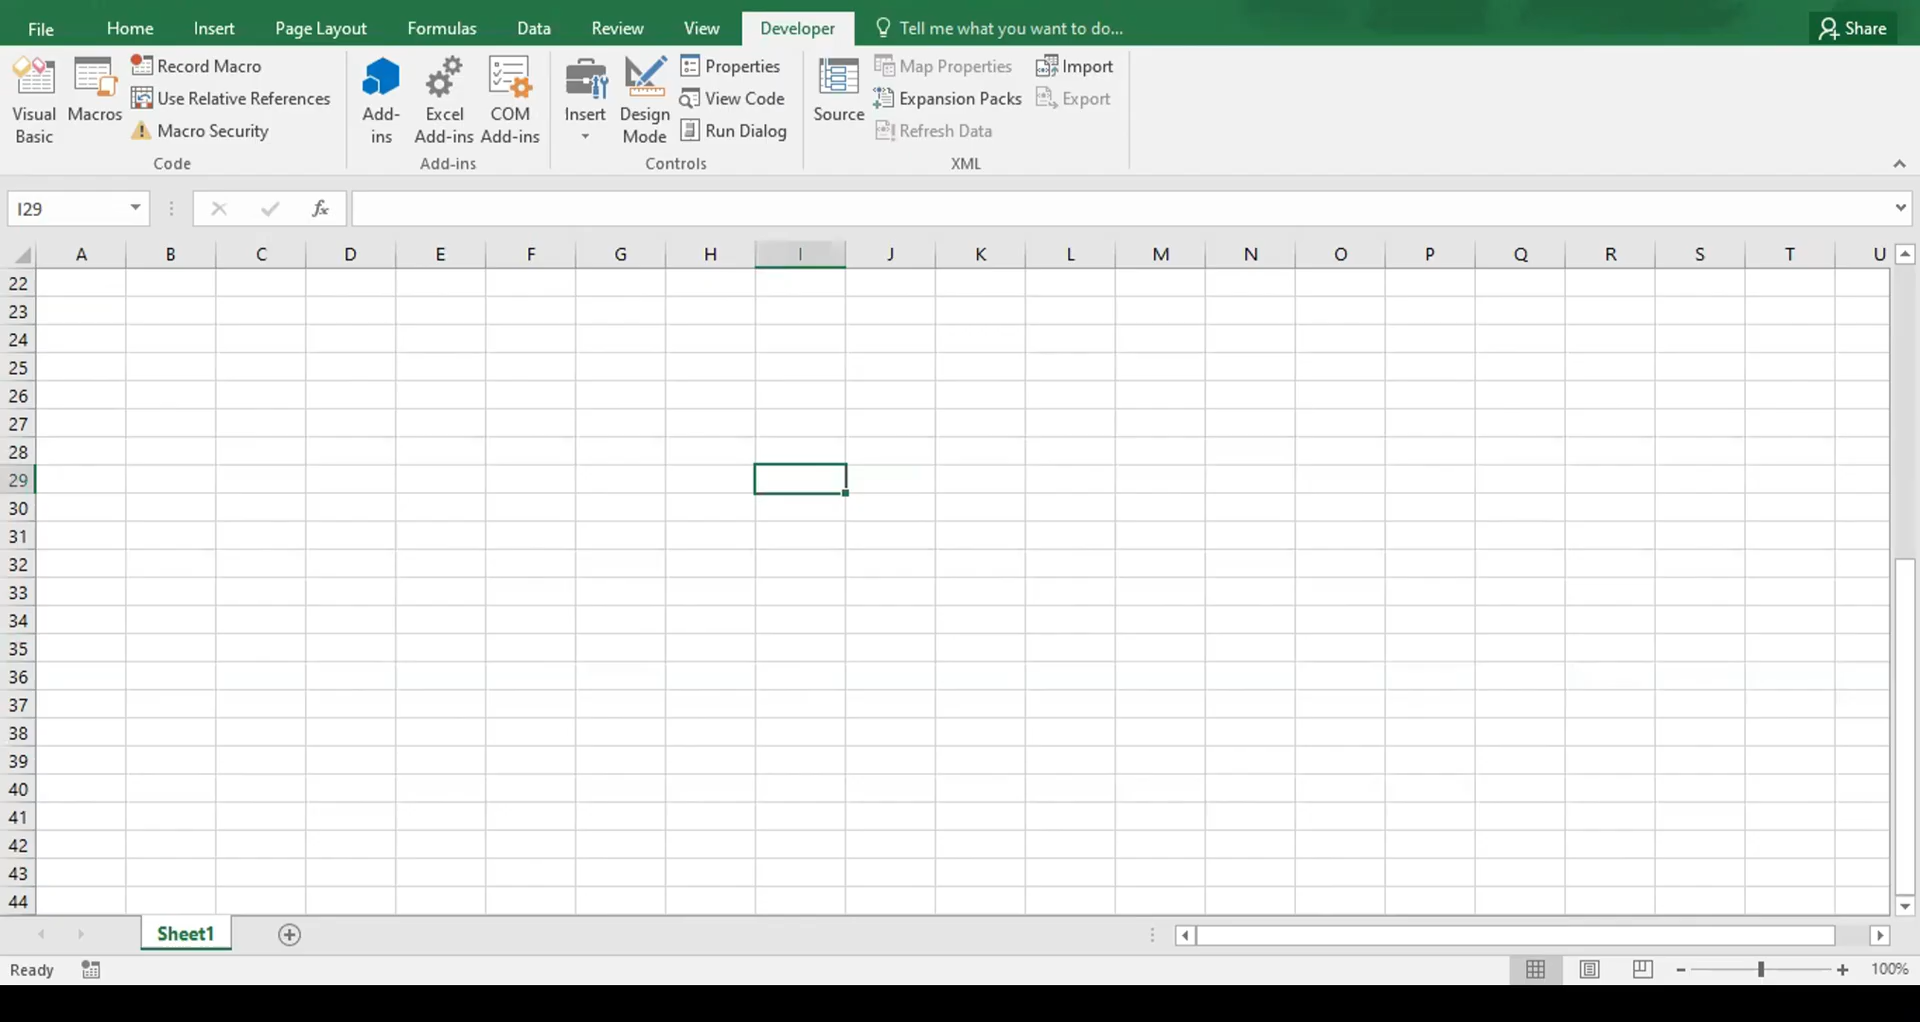 File Home Insert Page Layout Formulas Data Review View Developer Tell me what you want to do... Share
Visual Basic
Macros
Record Macro
Use Relative References
Macro Security
Code
Add-ins
Excel Add-ins
COM Add-ins
Add-ins
Insert
Design Mode
Properties
View Code
Run Dialog
Controls
Source
Map Properties
Expansion Packs
Refresh Data
Import
Export
XML
I29 fx
A B C D E F G H I J K L M N O P Q R S T U
22
23
24
25
26
27
28
29
30
31
32
33
34
35
36
37
38
39
40
41
42
43
44
Sheet1
Ready 100%